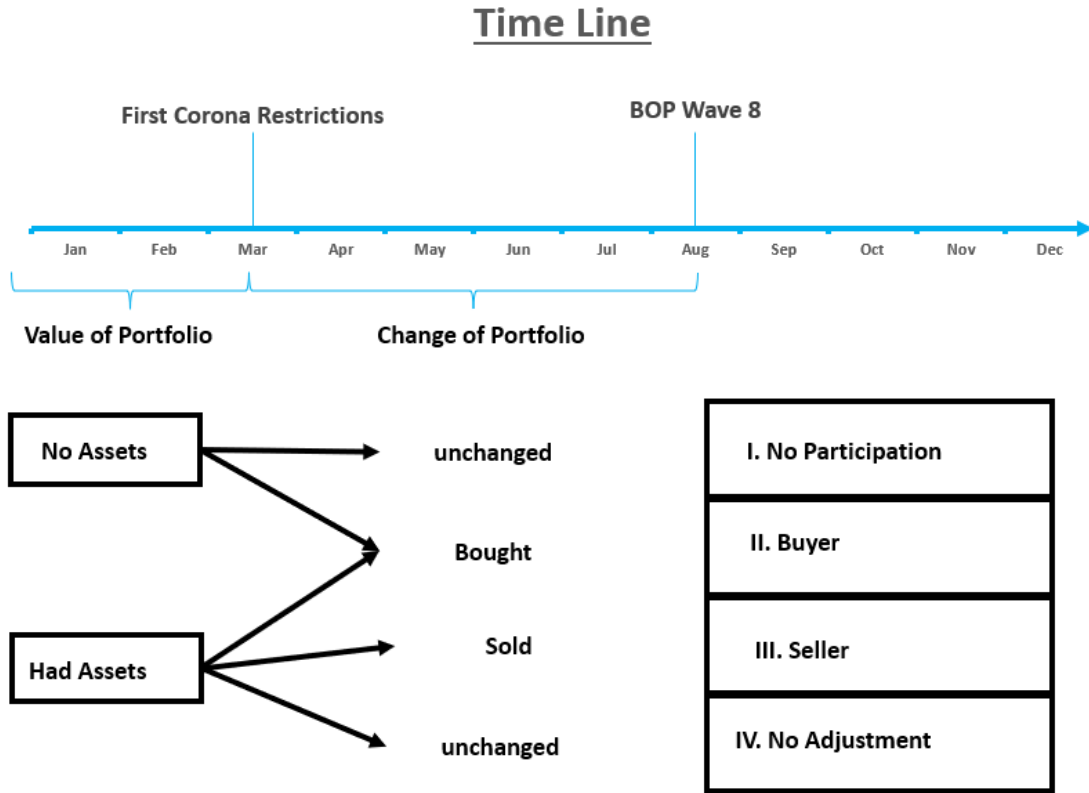 Time Line
First Corona Restrictions
BOP Wave 8
Jan Feb Mar Apr May Jun Jul Aug Sep Oct Nov Dec
Value of Portfolio
Change of Portfolio
No Assets
unchanged
I. No Participation
Bought
II. Buyer
Had Assets
Sold
III. Seller
unchanged
IV. No Adjustment